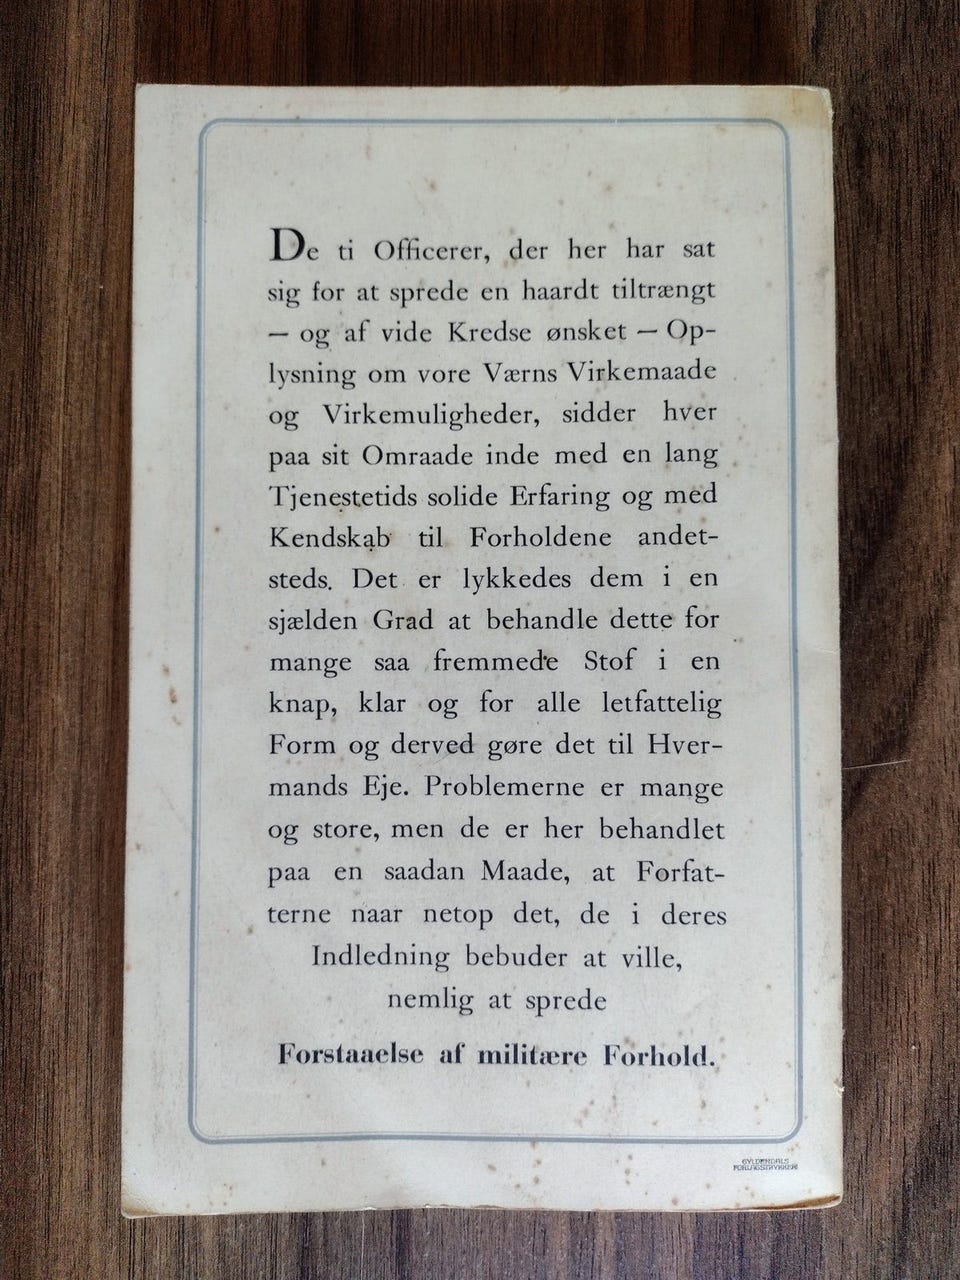 De ti Officerer, der her har sat
sig for at sprede en haardt tiltrængt
— og af vide Kredse ønsket — Op-
lysning om vore Værns Virkemaade
og Virkemuligheder, sidder hver
paa sit Omraade inde med en lang
Tjenestetids solide Erfaring og med
Kendskab til Forholdene andet-
steds. Det er lykkedes dem i en
sjælden Grad at behandle dette for
mange saa fremmede Stof i en
knap, klar og for alle letfattelig
Form og derved gøre det til Hver-
mands Eje. Problemerne er mange
og store, men de er her behandlet
paa en saadan Maade, at Forfat-
terne naar netop det, de i deres
Indledning bebuder at ville,
nemlig at sprede
Forstaaelse af militære Forhold.
GYLDENDALS
FORLAGSTRYKKERI